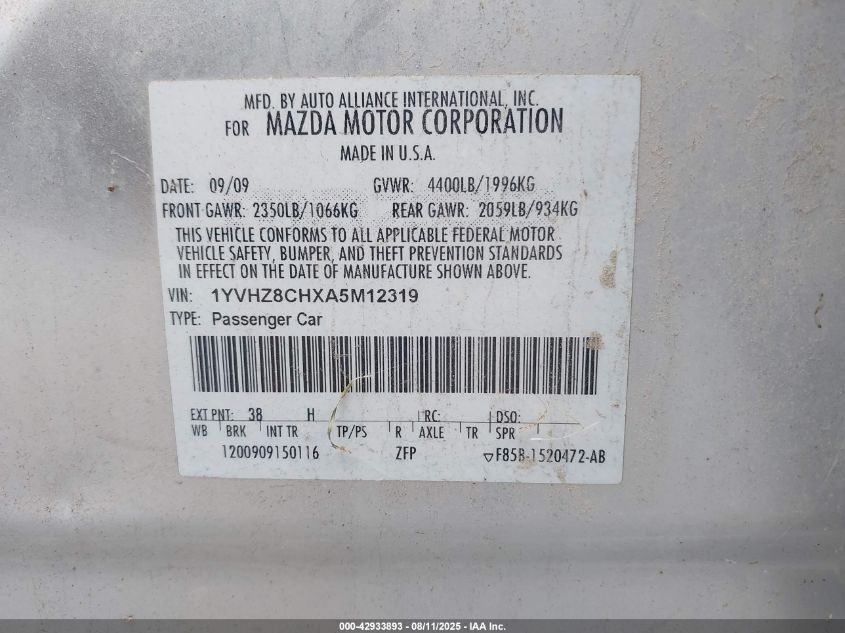 MFD. BY AUTO ALLIANCE INTERNATIONAL, INC.
FOR MAZDA MOTOR CORPORATION
MADE IN U.S.A.
DATE: 09/09 GVWR: 4400LB/1996KG
FRONT GAWR: 2350LB/1066KG REAR GAWR: 2059LB/934KG
THIS VEHICLE CONFORMS TO ALL APPLICABLE FEDERAL MOTOR
VEHICLE SAFETY, BUMPER, AND THEFT PREVENTION STANDARDS
IN EFFECT ON THE DATE OF MANUFACTURE SHOWN ABOVE.
VIN: 1YVHZ8CHXA5M12319
TYPE: Passenger Car
EXT PNT: 38 H RC: DSO:
WB BRK INT TR TP/PS R AXLE TR SPR
1200909150116 ZFP ▽F85B-1520472-AB
000-42933893 - 08/11/2025 - IAA Inc.